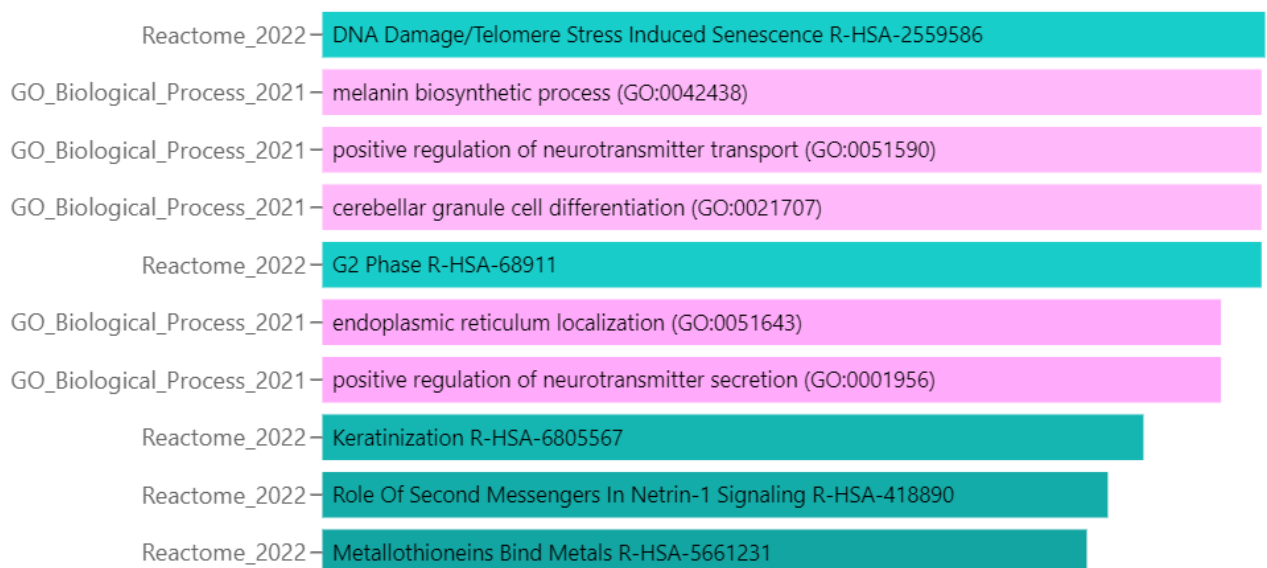 Reactome_2022 DNA Damage/Telomere Stress Induced Senescence R-HSA-2559586
GO_Biological_Process_2021 melanin biosynthetic process (GO:0042438)
GO_Biological_Process_2021 positive regulation of neurotransmitter transport (GO:0051590)
GO_Biological_Process_2021 cerebellar granule cell differentiation (GO:0021707)
Reactome_2022 G2 Phase R-HSA-68911
GO_Biological_Process_2021 endoplasmic reticulum localization (GO:0051643)
GO_Biological_Process_2021 positive regulation of neurotransmitter secretion (GO:0001956)
Reactome_2022 Keratinization R-HSA-6805567
Reactome_2022 Role Of Second Messengers In Netrin-1 Signaling R-HSA-418890
Reactome_2022 Metallothioneins Bind Metals R-HSA-5661231